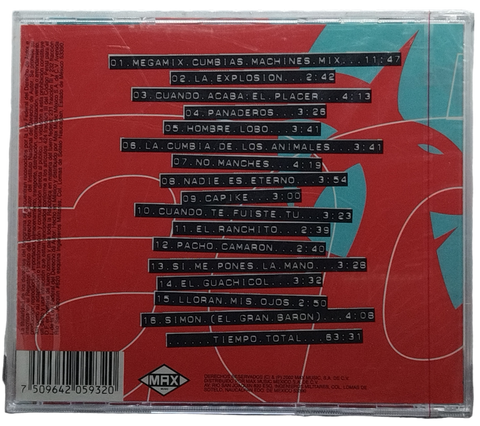 01.MEGAMIX.CUMBIAS.MACHINES.MIX...11:47
02.LA.EXPLOSION...2:42
03.CUANDO.ACABA:EL.PLACER...4:13
04.PANADEROS...3:26
05.HOMBRE.LOBO...3:41
06.LA.CUMBIA.DE.LOS.ANIMALES...3:41
07.NO.MANCHES...4:19
08.NADIE.ES.ETERNO...3:54
09.CAPIKE...3:00
10.CUANDO.TE.FUISTE.TU...3:23
11.EL.RANCHITO...2:39
12.PACHO.CAMARON...2:40
13.SI.ME.PONES.LA.MANO...3:28
14.EL.GUACHICOL...3:32
15.LLORAN.MIS.OJOS.2:50
16.SIMON.(EL.GRAN.BARON)...4:06
......TIEMPO.TOTAL...63:31
7 509642 059320
MAX